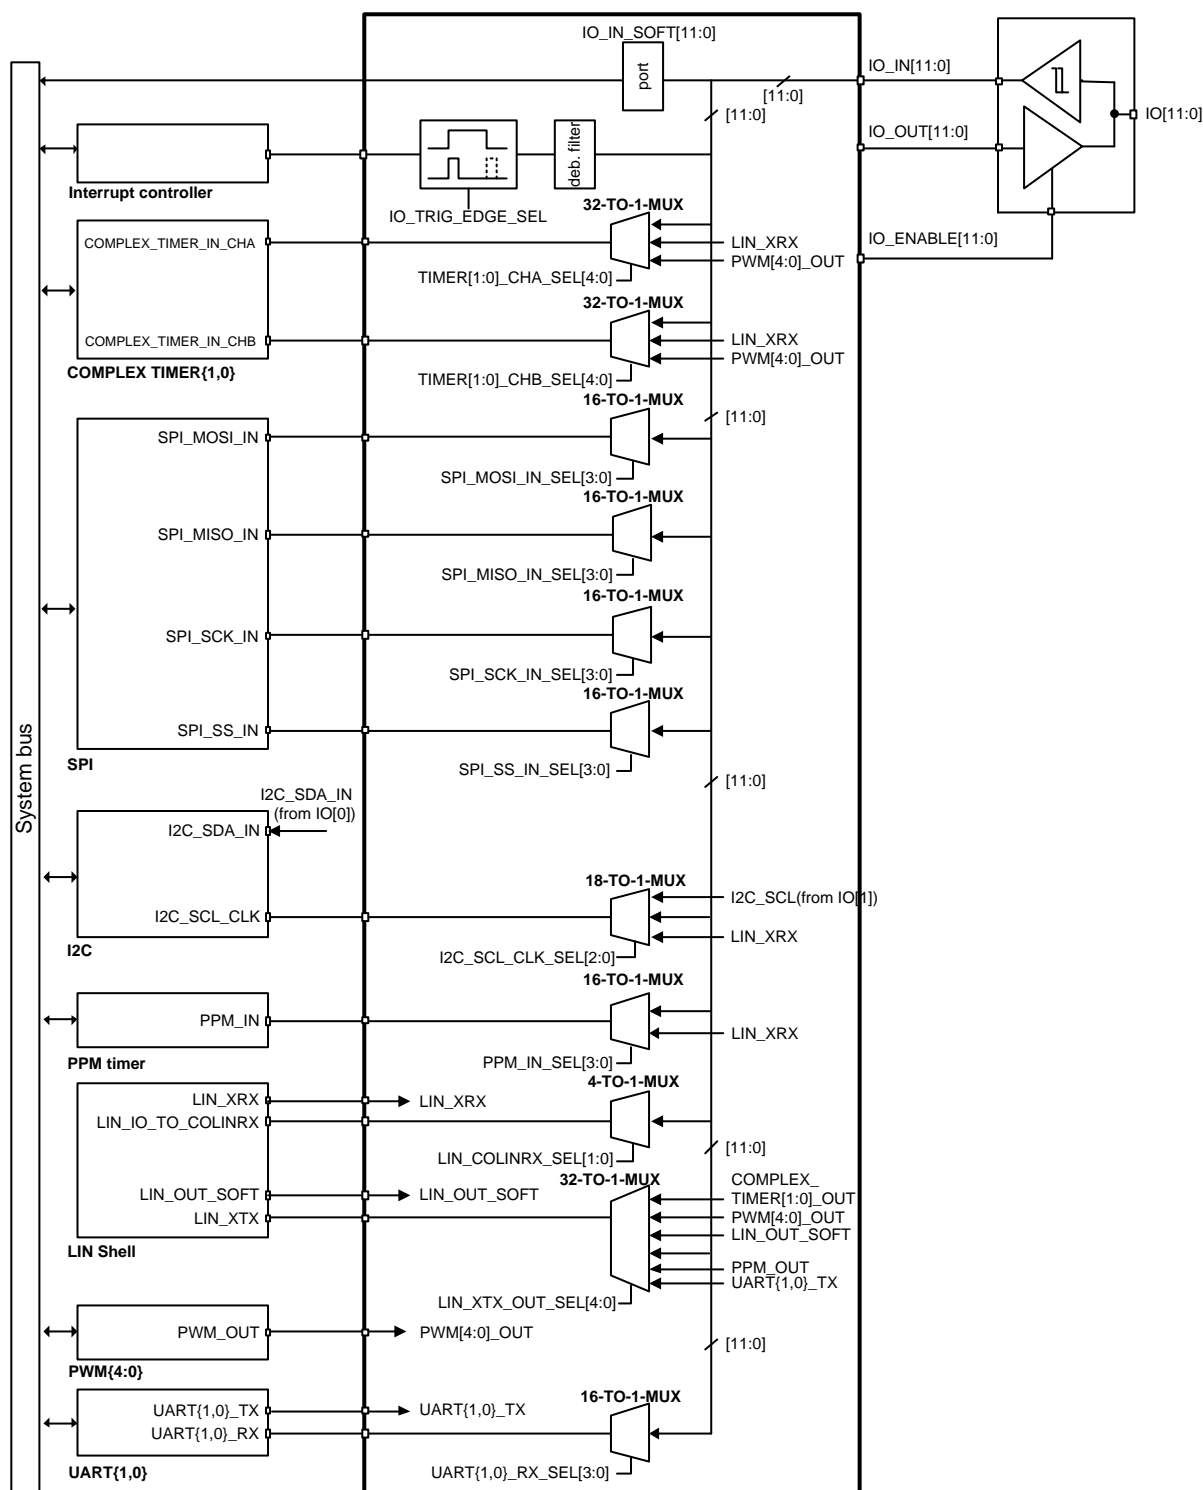 IO_IN_SOFT[11:0]
port
IO_IN[11:0]
[11:0]
[11:0]
IO_OUT[11:0]
IO[11:0]
deb. filter
Interrupt controller
IO_TRIG_EDGE_SEL
32-TO-1-MUX
IO_ENABLE[11:0]
COMPLEX_TIMER_IN_CHA
LIN_XRX
PWM[4:0]_OUT
TIMER[1:0]_CHA_SEL[4:0]
32-TO-1-MUX
COMPLEX_TIMER_IN_CHB
LIN_XRX
PWM[4:0]_OUT
COMPLEX TIMER{1,0}
TIMER[1:0]_CHB_SEL[4:0]
16-TO-1-MUX
[11:0]
SPI_MOSI_IN
SPI_MOSI_IN_SEL[3:0]
16-TO-1-MUX
SPI_MISO_IN
SPI_MISO_IN_SEL[3:0]
16-TO-1-MUX
SPI_SCK_IN
SPI_SCK_IN_SEL[3:0]
16-TO-1-MUX
SPI_SS_IN
SPI
SPI_SS_IN_SEL[3:0]
[11:0]
System bus
I2C_SDA_IN
(from IO[0])
I2C_SDA_IN
18-TO-1-MUX
I2C_SCL(from IO[1])
I2C_SCL_CLK
LIN_XRX
I2C
I2C_SCL_CLK_SEL[2:0]
16-TO-1-MUX
PPM_IN
LIN_XRX
PPM timer
PPM_IN_SEL[3:0]
4-TO-1-MUX
LIN_XRX
LIN_XRX
LIN_IO_TO_COLINRX
[11:0]
LIN_COLINRX_SEL[1:0]
32-TO-1-MUX
COMPLEX_
TIMER[1:0]_OUT
LIN_OUT_SOFT
LIN_OUT_SOFT
LIN_XTX
PWM[4:0]_OUT
LIN_OUT_SOFT
LIN Shell
PPM_OUT
UART{1,0}_TX
LIN_XTX_OUT_SEL[4:0]
PWM_OUT
PWM[4:0]_OUT
[11:0]
PWM{4:0}
16-TO-1-MUX
UART{1,0}_TX
UART{1,0}_TX
UART{1,0}_RX
UART{1,0}
UART{1,0}_RX_SEL[3:0]